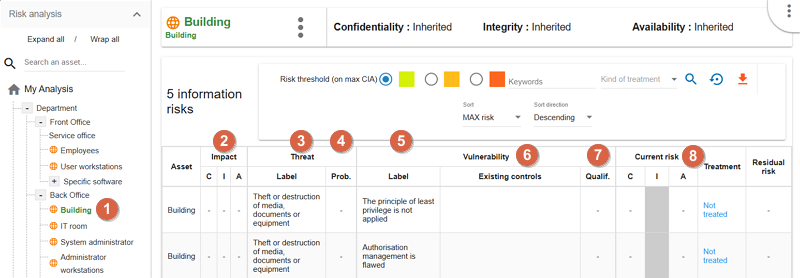 Risk analysis
Expand all / Wrap all
Search an asset...
My Analysis
- Department
- Front Office
Service office
Employees
User workstations
+ Specific software
- Back Office
Building 1
IT room
System administrator
Administrator
workstations
Building
Building
Confidentiality : Inherited Integrity : Inherited Availability : Inherited
5 information
risks
Risk threshold (on max CIA) Keywords Kind of treatment
Sort Sort direction
MAX risk Descending
2 3 4 5 6 7 8
Asset Impact Threat Vulnerability Current risk Treatment Residual
risk
C I A Label Prob. Label Existing controls Qualif. C I A
Building - - - Theft or destruction
of media,
documents or
equipment - The principle of least
privilege is not
applied - - - Not
treated -
Building - - - Theft or destruction
of media,
documents or
equipment - Authorisation
management is
flawed - - - Not
treated -